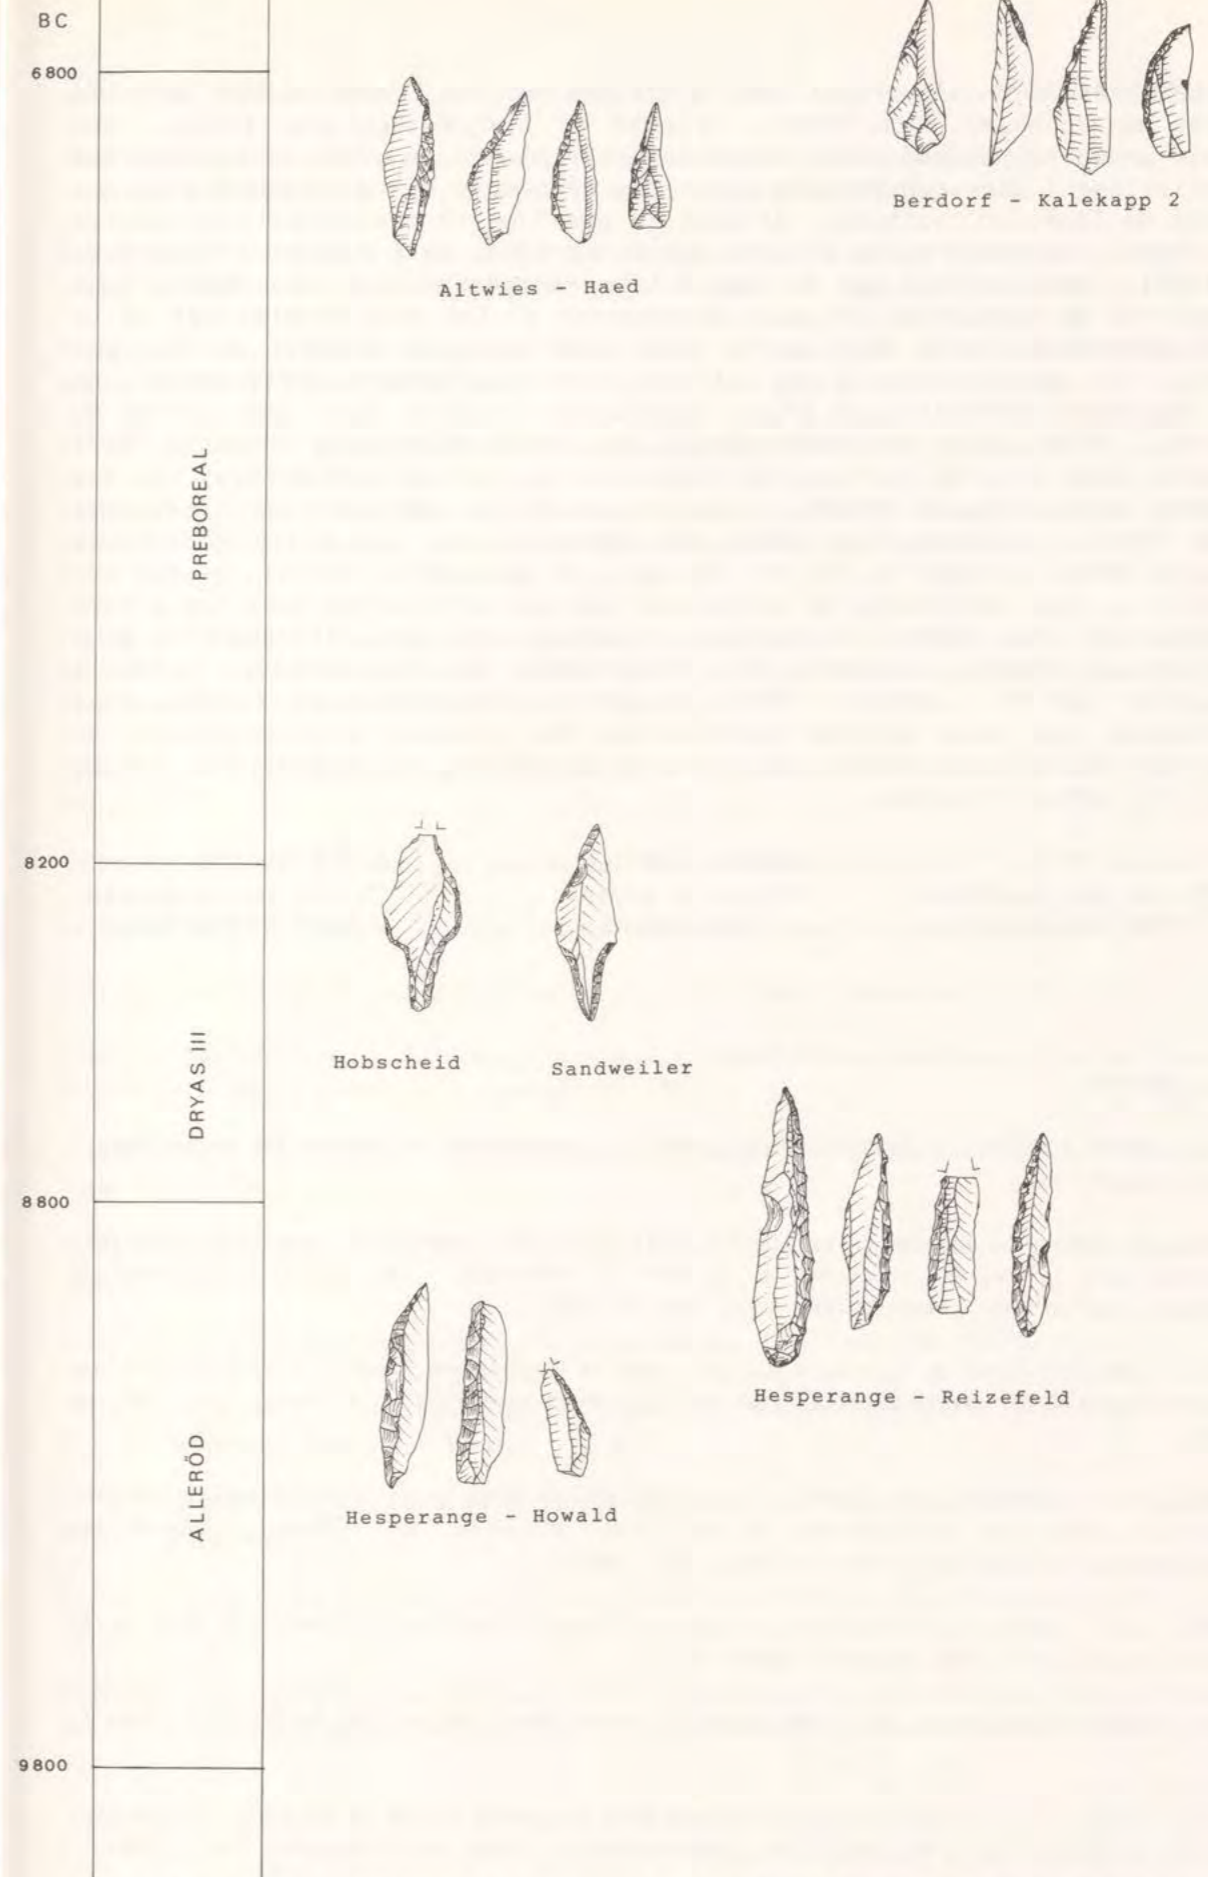 BC
6800
Berdorf - Kalekapp 2
Altwies - Haed
PREBOREAL
8200
Hobscheid
Sandweiler
DRYAS III
8800
Hesperange - Reizefeld
ALLERÖD
Hesperange - Howald
9800